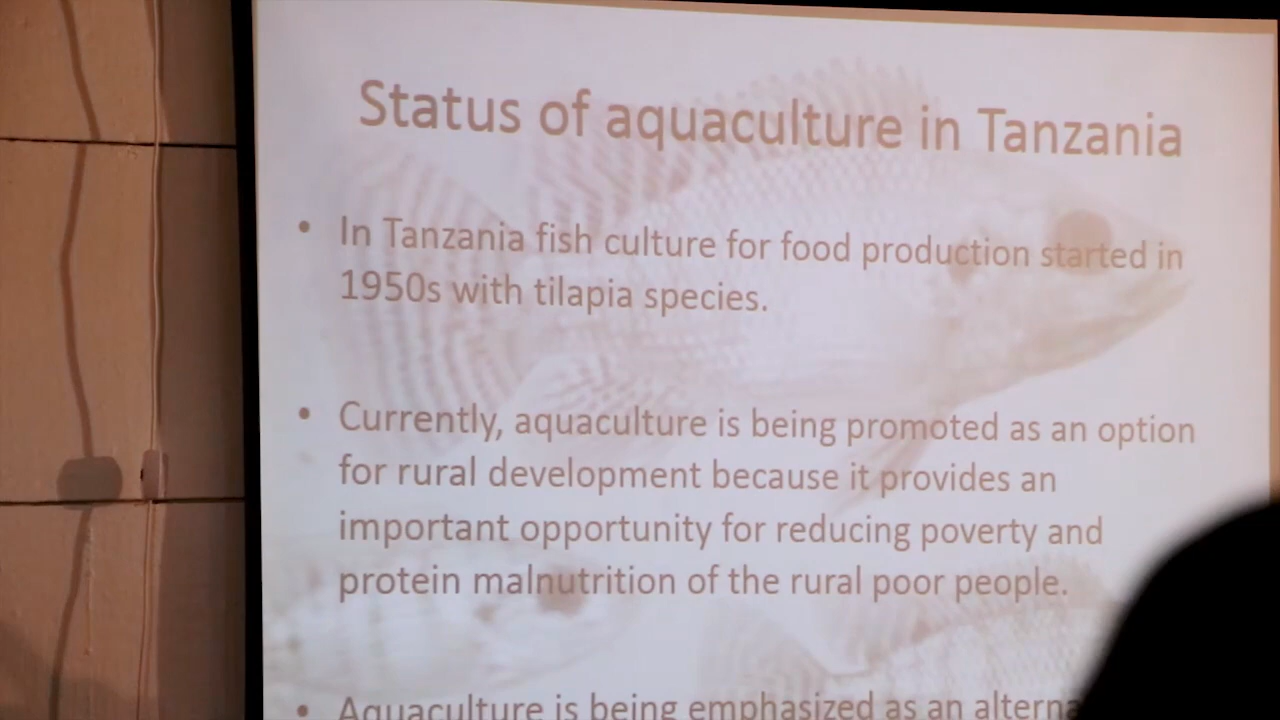 Status of aquaculture in Tanzania
• In Tanzania fish culture for food production started in
1950s with tilapia species.
• Currently, aquaculture is being promoted as an option
for rural development because it provides an
important opportunity for reducing poverty and
protein malnutrition of the rural poor people.
• Aquaculture is being emphasized as an